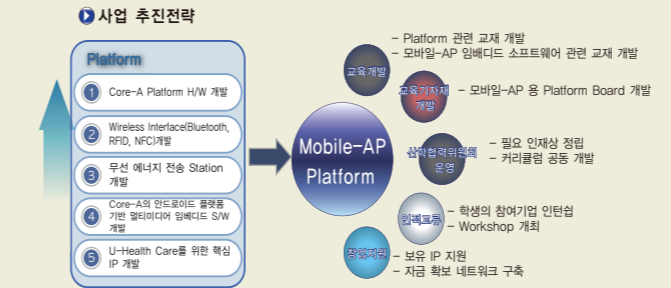 사업 추진전략
Platform
1 Core-A Platform H/W 개발
2 Wireless Interface(Bluetooth,
RFID, NFC)개발
3 무선 에너지 전송 Station
개발
4 Core-A의 안드로이드 플랫폼
기반 멀티미디어 임베디드 S/W
개발
5 U-Health Care를 위한 핵심
IP 개발
Mobile-AP
Platform
교육개발
- Platform 관련 교재 개발
- 모바일-AP 임배디드 소프트웨어 관련 교재 개발
교육기자재
개발
- 모바일-AP 용 Platform Board 개발
산학협력위원회
운영
- 필요 인재상 정립
- 커리큘럼 공동 개발
인적교류
- 학생의 참여기업 인턴쉽
- Workshop 개최
창업지원
- 보유 IP 지원
- 자금 확보 네트워크 구축